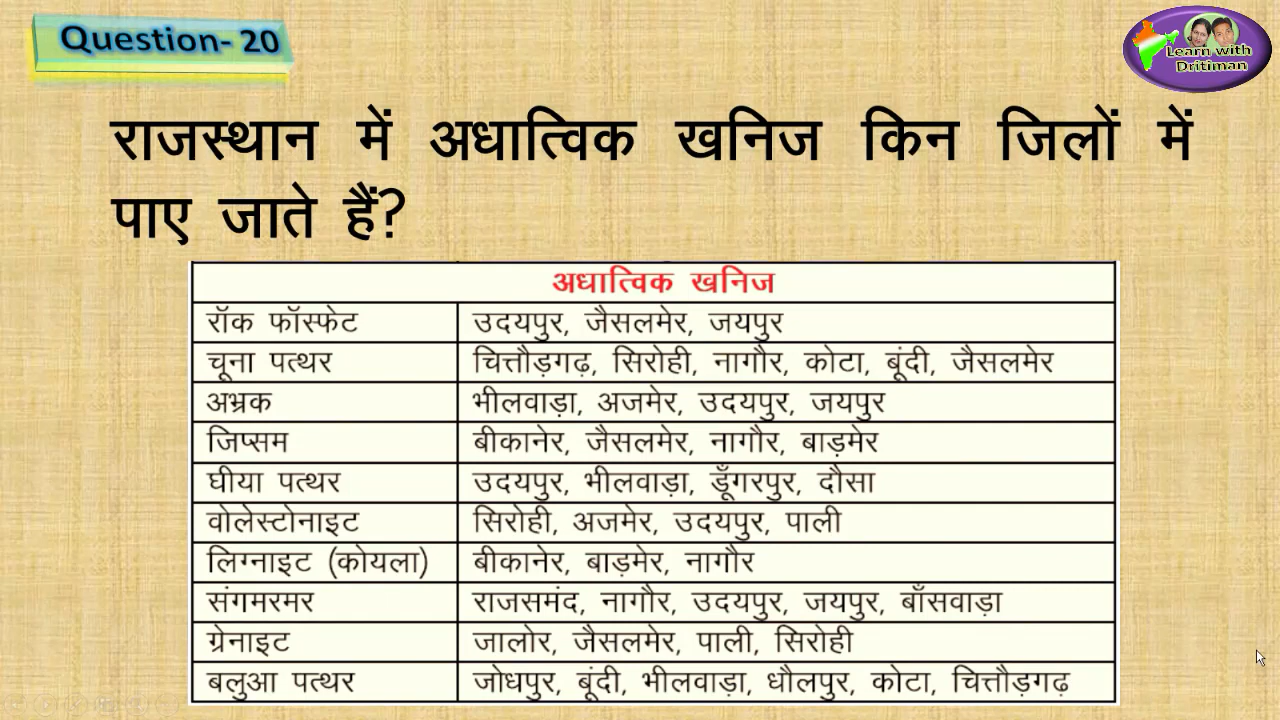 Question- 20
Learn with
Dritiman
राजस्थान में अधात्विक खनिज किन जिलों में
पाए जाते हैं?
अधात्विक खनिज
रॉक फॉस्फेट उदयपुर, जैसलमेर, जयपुर
चूना पत्थर चित्तौड़गढ़, सिरोही, नागौर, कोटा, बूंदी, जैसलमेर
अभ्रक भीलवाड़ा, अजमेर, उदयपुर, जयपुर
जिप्सम बीकानेर, जैसलमेर, नागौर, बाड़मेर
घीया पत्थर उदयपुर, भीलवाड़ा, डूँगरपुर, दौसा
वोलेस्टोनाइट सिरोही, अजमेर, उदयपुर, पाली
लिग्नाइट (कोयला) बीकानेर, बाड़मेर, नागौर
संगमरमर राजसमंद, नागौर, उदयपुर, जयपुर, बाँसवाड़ा
ग्रेनाइट जालोर, जैसलमेर, पाली, सिरोही
बलुआ पत्थर जोधपुर, बूंदी, भीलवाड़ा, धौलपुर, कोटा, चित्तौड़गढ़